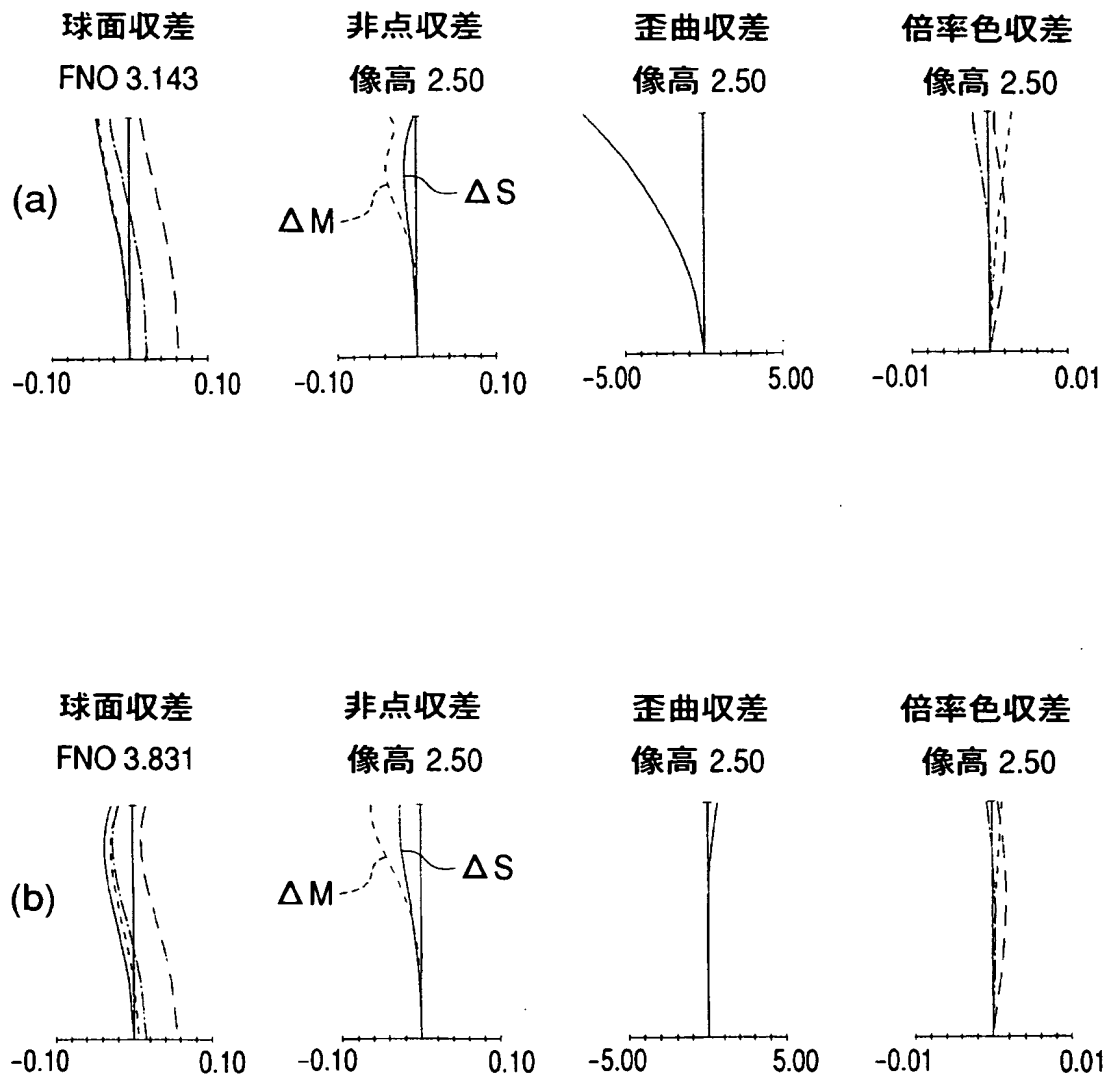 球面収差 非点収差 歪曲収差 倍率色収差
FNO 3.143 像高 2.50 像高 2.50 像高 2.50
(a)
ΔM ΔS
-0.10 0.10 -0.10 0.10 -5.00 5.00 -0.01 0.01
球面収差 非点収差 歪曲収差 倍率色収差
FNO 3.831 像高 2.50 像高 2.50 像高 2.50
(b)
ΔM ΔS
-0.10 0.10 -0.10 0.10 -5.00 5.00 -0.01 0.01